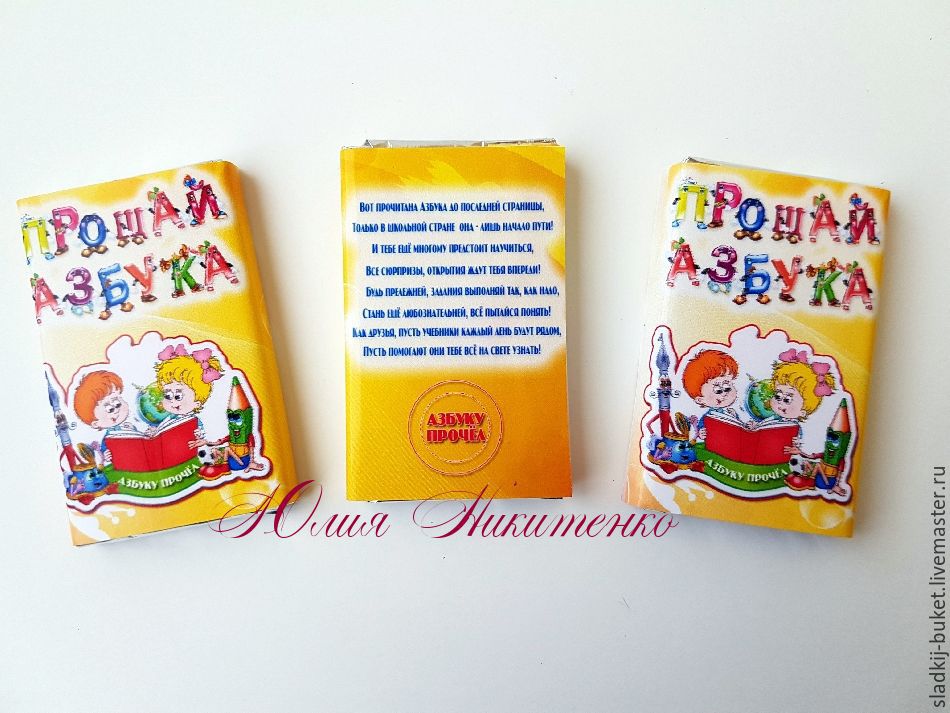 ПРОЩАЙ
АЗБУКА
АЗБУКУ ПРОЧЁЛ
Вот прочитана Азбука до последней страницы,
Только в школьной стране она - лишь начало пути!
И тебе ещё многому предстоит научиться,
Все сюрпризы, открытия ждут тебя впереди!
Будь прележней, задания выполняй так, как надо,
Стань ещё любознательней, всё пытайся понять!
Как друзья, пусть учебники каждый день будут рядом,
Пусть помогают они тебе всё на свете узнать!
АЗБУКУ
ПРОЧЁЛ
ПРОЩАЙ
АЗБУКА
АЗБУКУ ПРОЧЁЛ
Юлия Никитенко
sladkij-buket.livemaster.ru